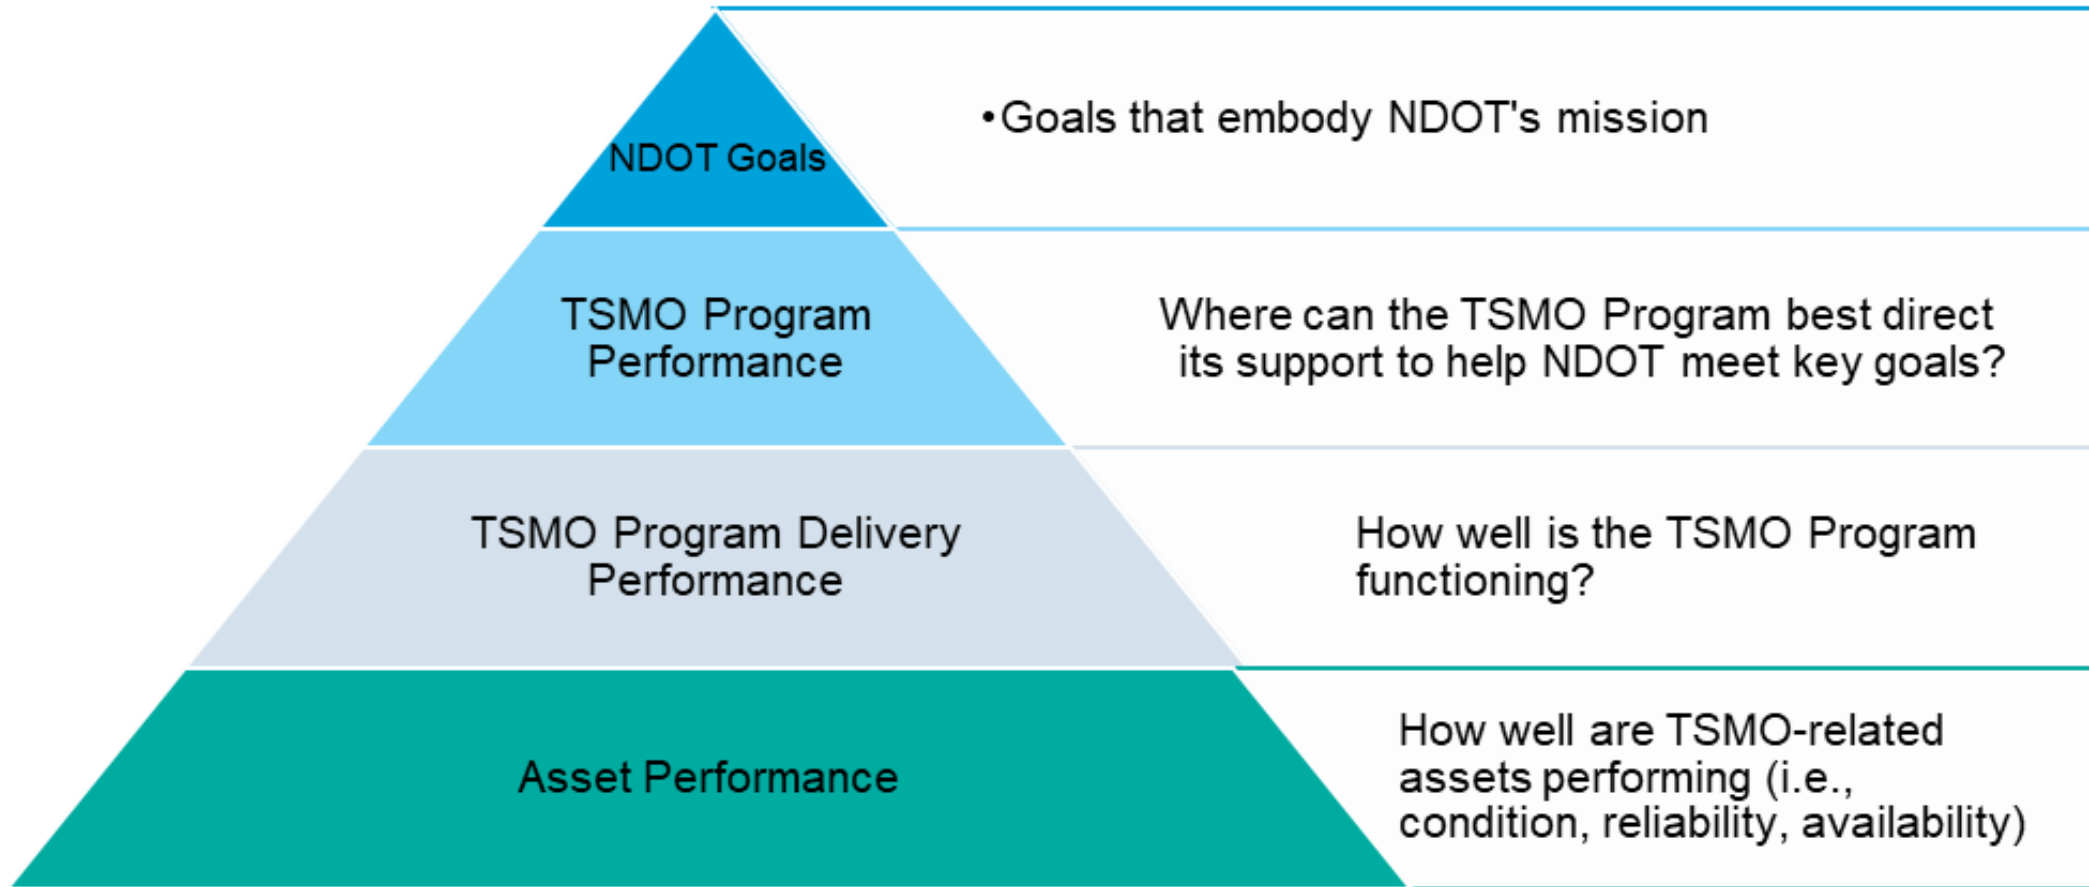 NDOT Goals
•Goals that embody NDOT's mission
TSMO Program
Performance
Where can the TSMO Program best direct
its support to help NDOT meet key goals?
TSMO Program Delivery
Performance
How well is the TSMO Program
functioning?
Asset Performance
How well are TSMO-related
assets performing (i.e.,
condition, reliability, availability)